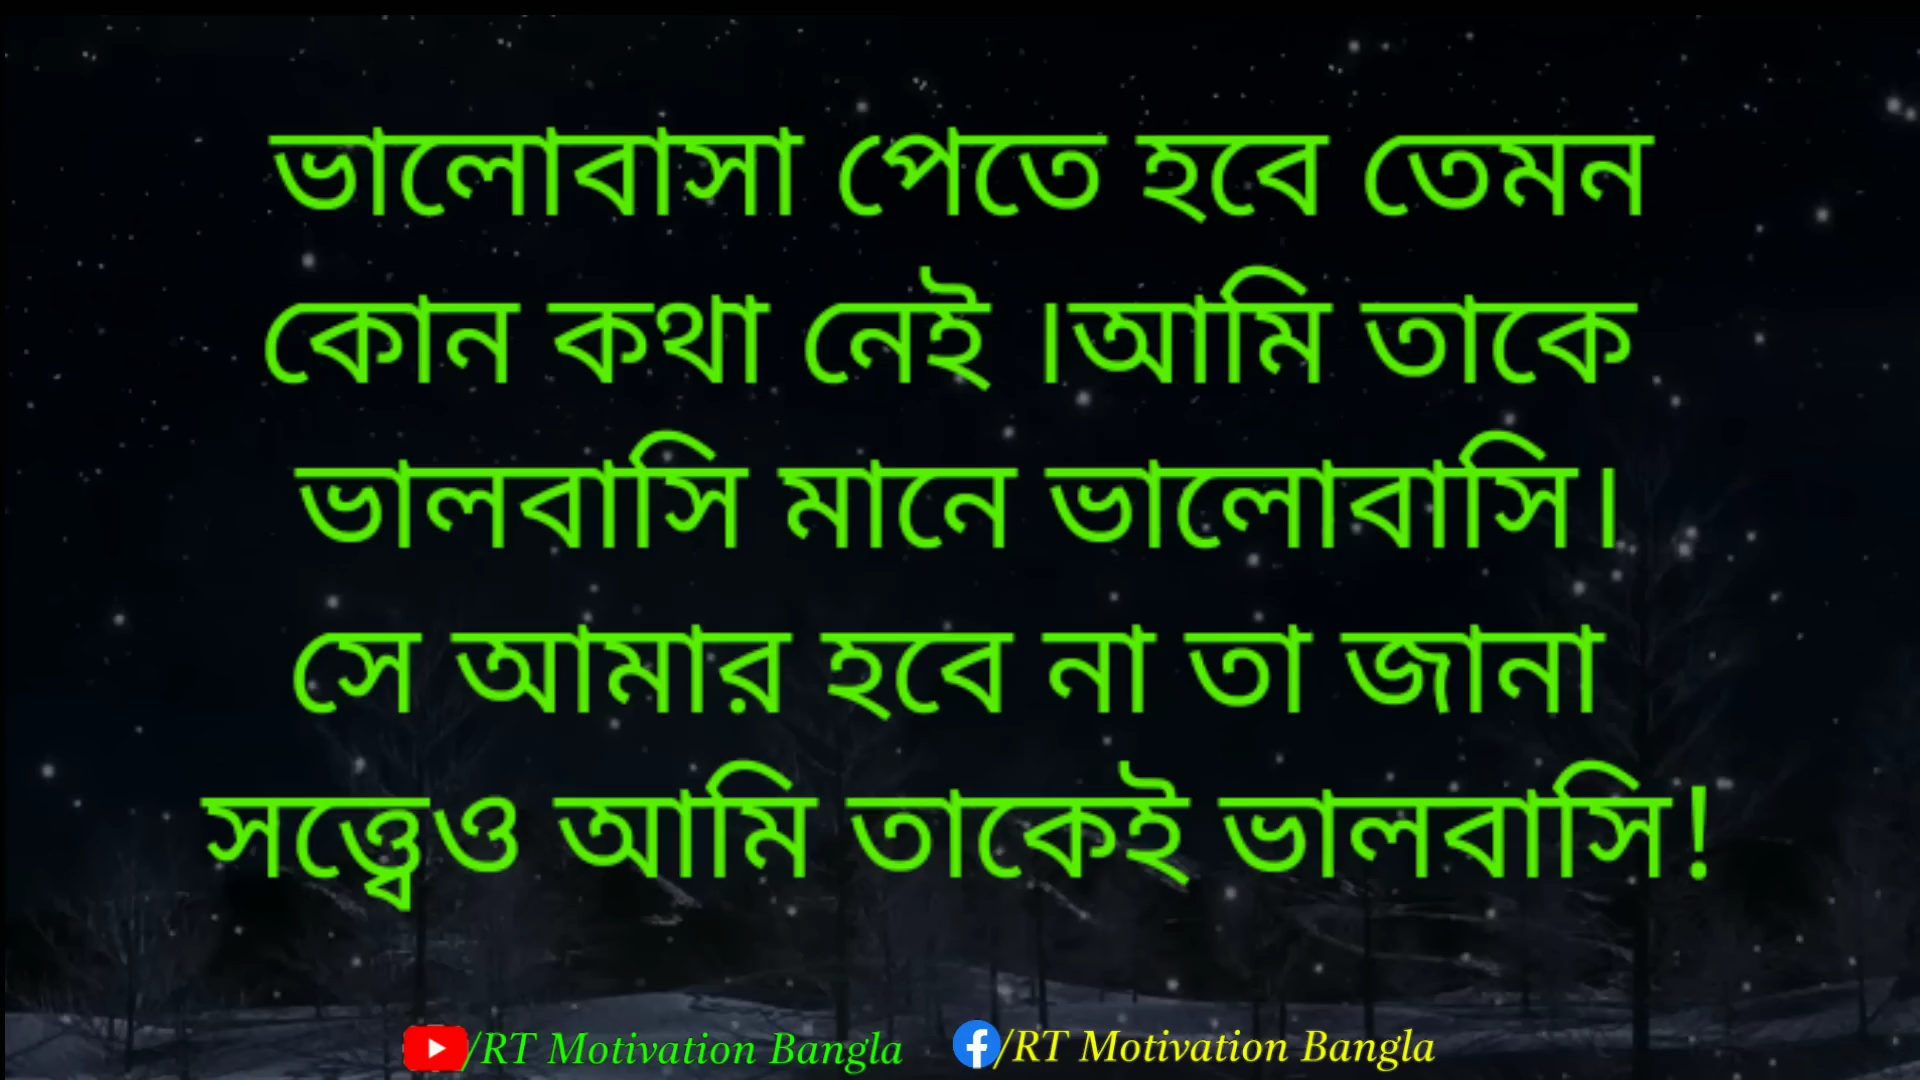 ভালোবাসা পেতে হবে তেমন
কোন কথা নেই ।আমি তাকে
ভালবাসি মানে ভালোবাসি।
সে আমার হবে না তা জানা
সত্ত্বেও আমি তাকেই ভালবাসি!
/RT Motivation Bangla /RT Motivation Bangla